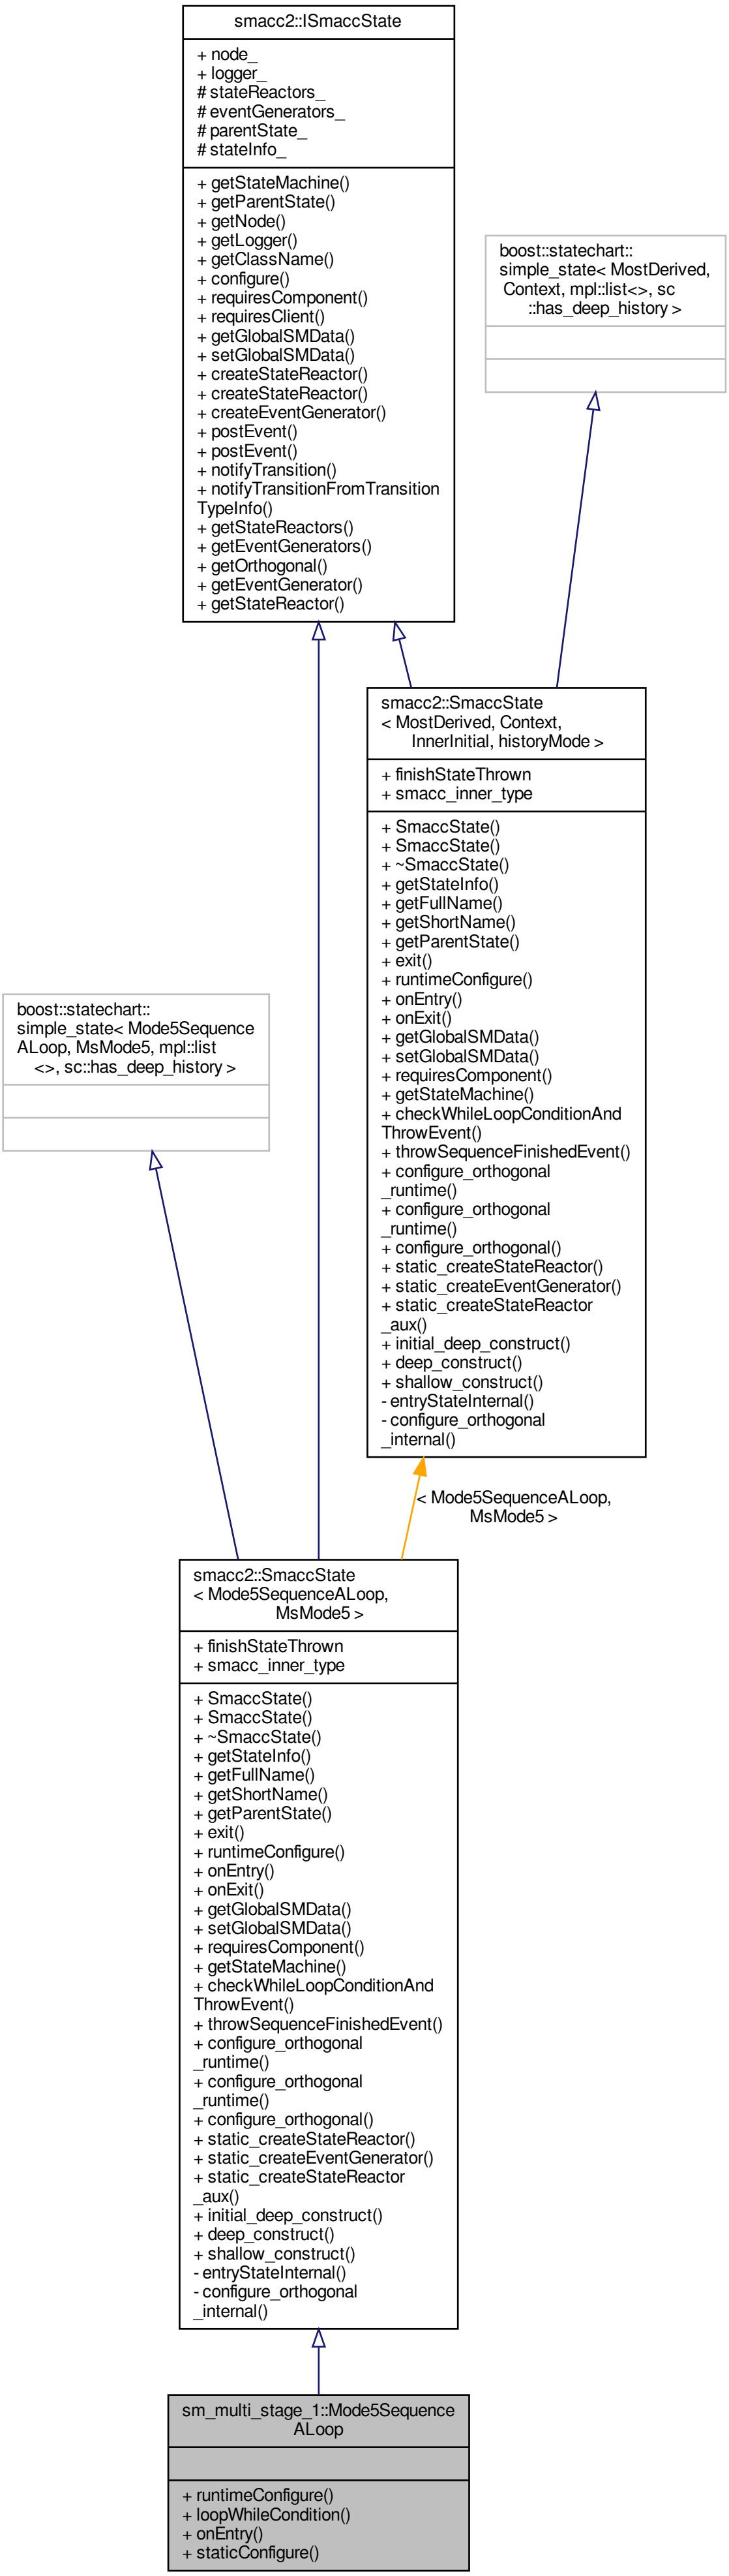 smacc2::ISmaccState
+ node_
+ logger_
# stateReactors_
# eventGenerators_
# parentState_
# stateInfo_
+ getStateMachine()
+ getParentState()
+ getNode()
+ getLogger()
+ getClassName()
+ configure()
+ requiresComponent()
+ requiresClient()
+ getGlobalSMData()
+ setGlobalSMData()
+ createStateReactor()
+ createStateReactor()
+ createEventGenerator()
+ postEvent()
+ postEvent()
+ notifyTransition()
+ notifyTransitionFromTransition
TypeInfo()
+ getStateReactors()
+ getEventGenerators()
+ getOrthogonal()
+ getEventGenerator()
+ getStateReactor()
boost::statechart::
simple_state< MostDerived,
Context, mpl::list<>, sc
::has_deep_history >
smacc2::SmaccState
< MostDerived, Context,
InnerInitial, historyMode >
+ finishStateThrown
+ smacc_inner_type
+ SmaccState()
+ SmaccState()
+ ~SmaccState()
+ getStateInfo()
+ getFullName()
+ getShortName()
+ getParentState()
+ exit()
+ runtimeConfigure()
+ onEntry()
+ onExit()
+ getGlobalSMData()
+ setGlobalSMData()
+ requiresComponent()
+ getStateMachine()
+ checkWhileLoopConditionAnd
ThrowEvent()
+ throwSequenceFinishedEvent()
+ configure_orthogonal
_runtime()
+ configure_orthogonal
_runtime()
+ configure_orthogonal()
+ static_createStateReactor()
+ static_createEventGenerator()
+ static_createStateReactor
_aux()
+ initial_deep_construct()
+ deep_construct()
+ shallow_construct()
- entryStateInternal()
- configure_orthogonal
_internal()
boost::statechart::
simple_state< Mode5Sequence
ALoop, MsMode5, mpl::list
<>, sc::has_deep_history >
< Mode5SequenceALoop,
MsMode5 >
smacc2::SmaccState
< Mode5SequenceALoop,
MsMode5 >
+ finishStateThrown
+ smacc_inner_type
+ SmaccState()
+ SmaccState()
+ ~SmaccState()
+ getStateInfo()
+ getFullName()
+ getShortName()
+ getParentState()
+ exit()
+ runtimeConfigure()
+ onEntry()
+ onExit()
+ getGlobalSMData()
+ setGlobalSMData()
+ requiresComponent()
+ getStateMachine()
+ checkWhileLoopConditionAnd
ThrowEvent()
+ throwSequenceFinishedEvent()
+ configure_orthogonal
_runtime()
+ configure_orthogonal
_runtime()
+ configure_orthogonal()
+ static_createStateReactor()
+ static_createEventGenerator()
+ static_createStateReactor
_aux()
+ initial_deep_construct()
+ deep_construct()
+ shallow_construct()
- entryStateInternal()
- configure_orthogonal
_internal()
sm_multi_stage_1::Mode5Sequence
ALoop
+ runtimeConfigure()
+ loopWhileCondition()
+ onEntry()
+ staticConfigure()